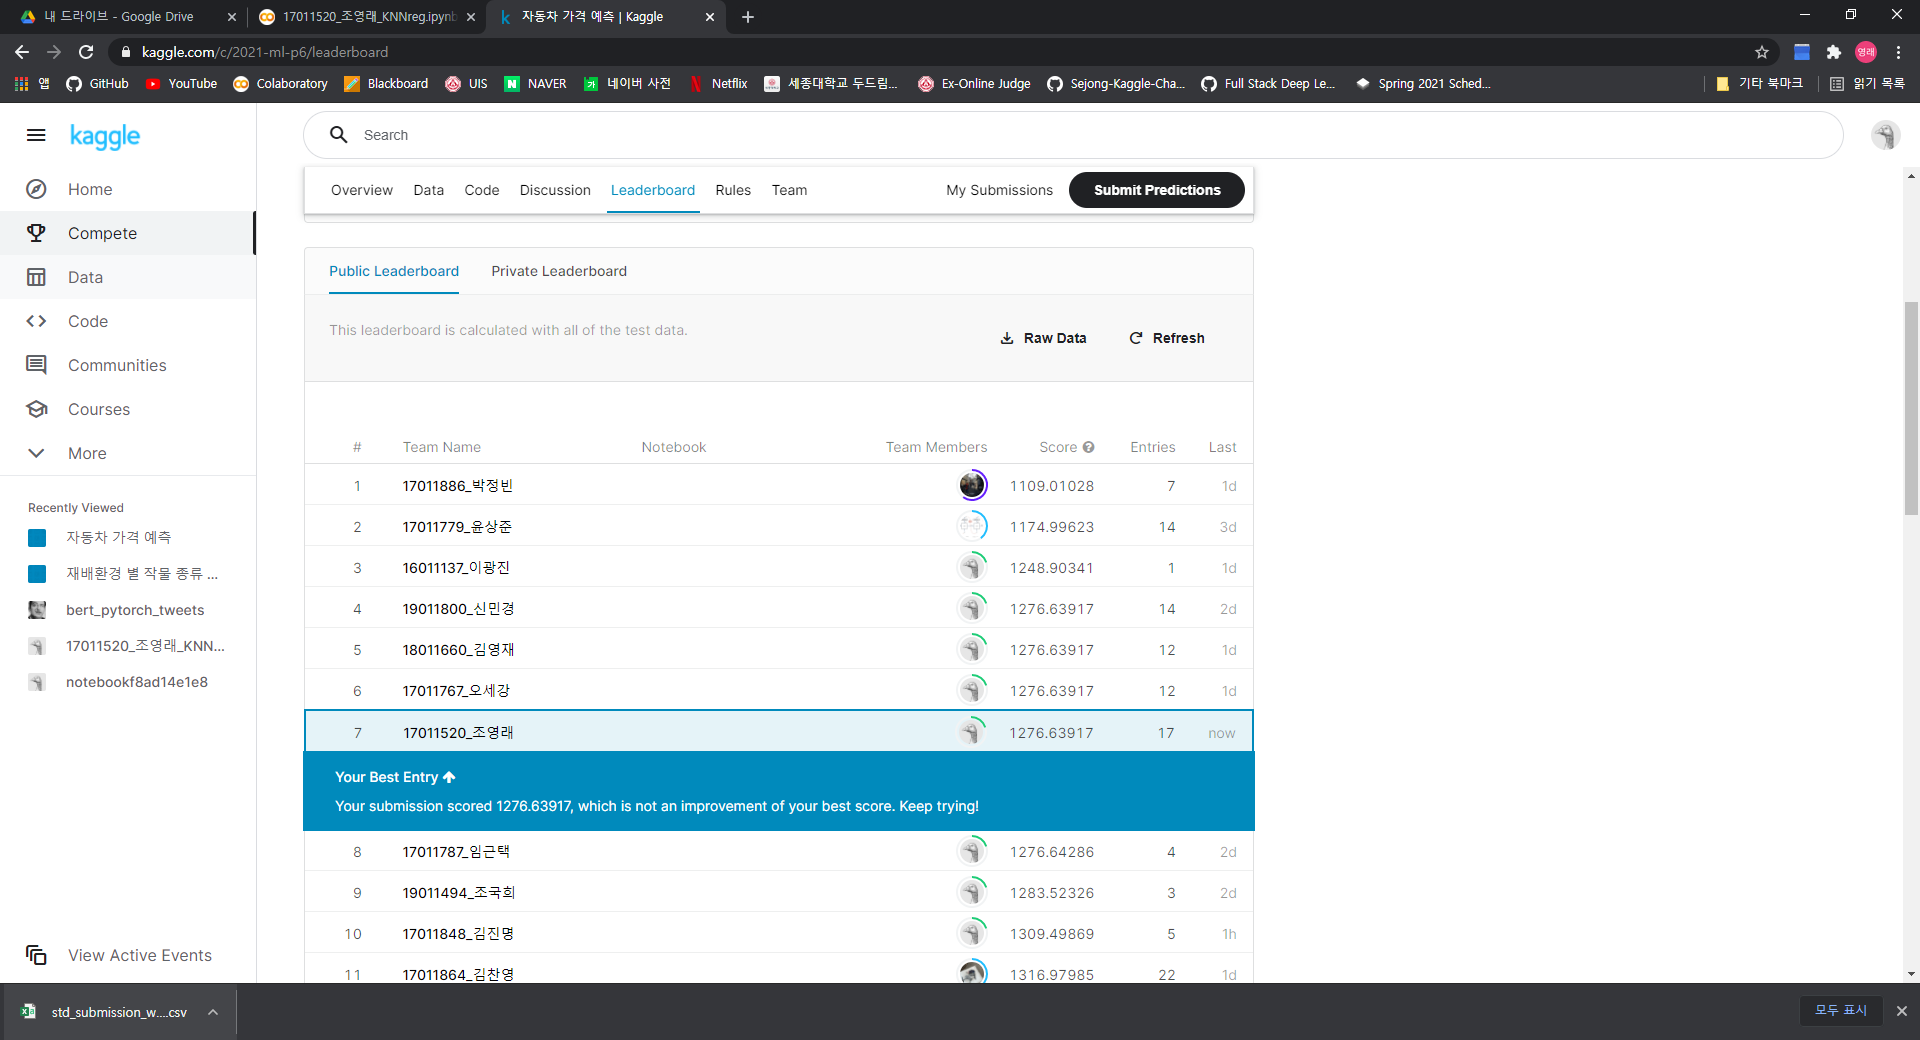 내 드라이브 - Google Drive
17011520_조영래_KNNreg.ipynb
자동차 가격 예측 | Kaggle
kaggle.com/c/2021-ml-p6/leaderboard
영래
앱 GitHub YouTube Colaboratory Blackboard UIS NAVER 네이버 사전 Netflix 세종대학교 두드림... Ex-Online Judge Sejong-Kaggle-Cha... Full Stack Deep Le... Spring 2021 Sched... 기타 북마크 읽기 목록
kaggle
Search
Home
Compete
Data
Code
Communities
Courses
More
Recently Viewed
자동차 가격 예측
재배환경 별 작물 종류 ...
bert_pytorch_tweets
17011520_조영래_KNN...
notebookf8ad14e1e8
View Active Events
Overview Data Code Discussion Leaderboard Rules Team My Submissions Submit Predictions
Public Leaderboard Private Leaderboard
This leaderboard is calculated with all of the test data.
Raw Data Refresh
# Team Name Notebook Team Members Score Entries Last
1 17011886_박정빈 1109.01028 7 1d
2 17011779_윤상준 1174.99623 14 3d
3 16011137_이광진 1248.90341 1 1d
4 19011800_신민경 1276.63917 14 2d
5 18011660_김영재 1276.63917 12 1d
6 17011767_오세강 1276.63917 12 1d
7 17011520_조영래 1276.63917 17 now
Your Best Entry
Your submission scored 1276.63917, which is not an improvement of your best score. Keep trying!
8 17011787_임근택 1276.64286 4 2d
9 19011494_조국희 1283.52326 3 2d
10 17011848_김진명 1309.49869 5 1h
11 17011864_김찬영 1316.97985 22 1d
std_submission_w....csv
모두 표시